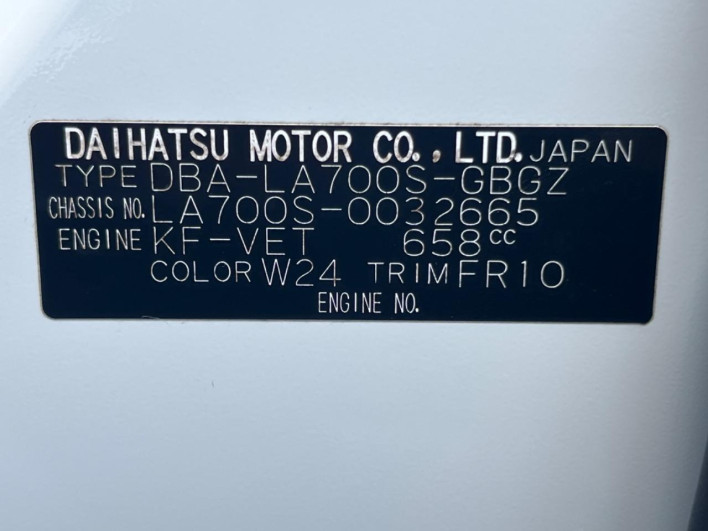 DAIHATSU MOTOR CO., LTD. JAPAN
TYPE DBA-LA700S-GBGZ
CHASSIS NO. LA700S-0032665
ENGINE KF-VET 658cc
COLOR W24 TRIM FR10
ENGINE NO.